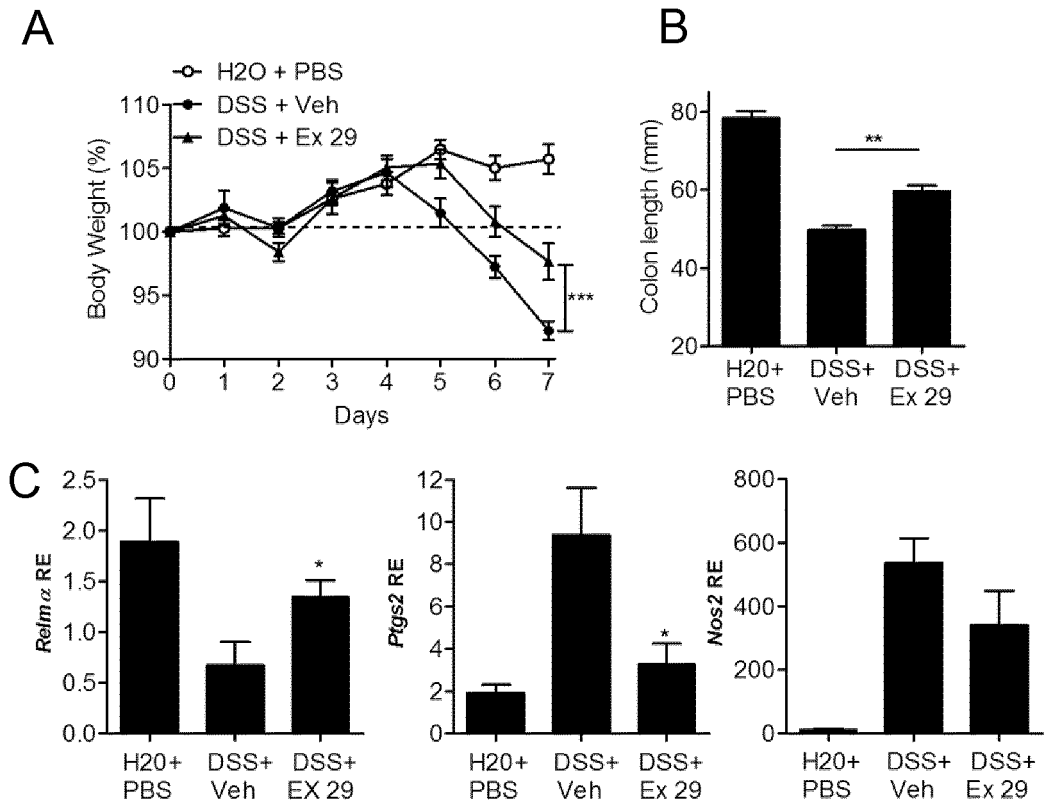 A
H2O + PBS
DSS + Veh
DSS + Ex 29
Body Weight (%)
110
105
100
95
90
***
0 1 2 3 4 5 6 7
Days
B
Colon length (mm)
80
60
40
20
**
H20+ DSS+ DSS+
PBS Veh Ex 29
C
Relmα RE
2.5
2.0
1.5
1.0
0.5
0.0
*
H20+ DSS+ DSS+
PBS Veh EX 29
Ptgs2 RE
12
10
8
6
4
2
0
*
H20+ DSS+ DSS+
PBS Veh Ex 29
Nos2 RE
800
600
400
200
0
H20+ DSS+ DSS+
PBS Veh Ex 29